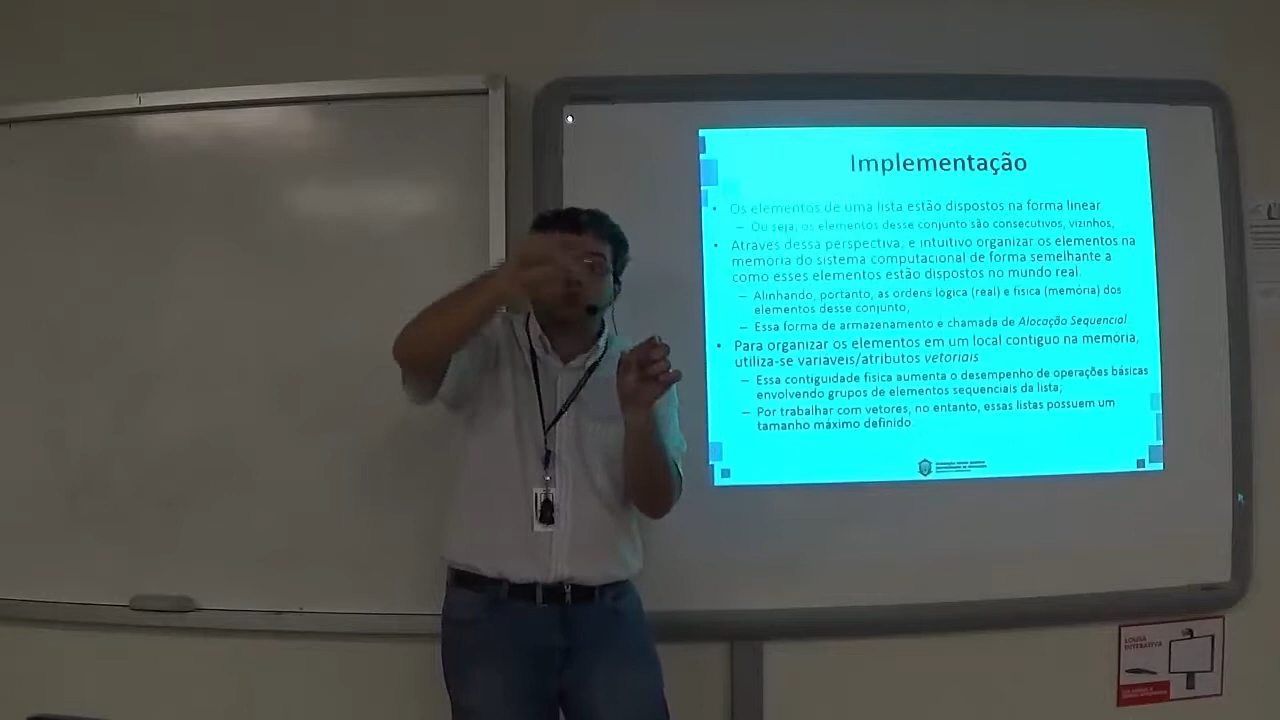 Implementação
• Os elementos de uma lista estão dispostos na forma linear.
– Ou seja, os elementos desse conjunto são consecutivos, vizinhos,
• Através dessa perspectiva, é intuitivo organizar os elementos na
memória do sistema computacional de forma semelhante a
como esses elementos estão dispostos no mundo real.
– Alinhando, portanto, as ordens lógica (real) e física (memória) dos
elementos desse conjunto,
– Essa forma de armazenamento é chamada de Alocação Sequencial.
• Para organizar os elementos em um local contíguo na memória,
utiliza-se variáveis/atributos vetoriais
– Essa contiguidade física aumenta o desempenho de operações básicas
envolvendo grupos de elementos sequenciais da lista;
– Por trabalhar com vetores, no entanto, essas listas possuem um
tamanho máximo definido.
LOUSA
INTERATIVA